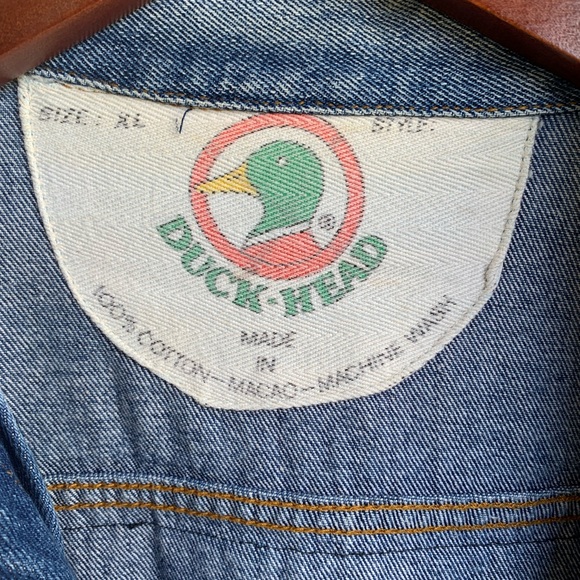 SIZE: XL STYLE:
®
DUCK-HEAD
MADE
IN
100% COTTON-MACAO-MACHINE WASH